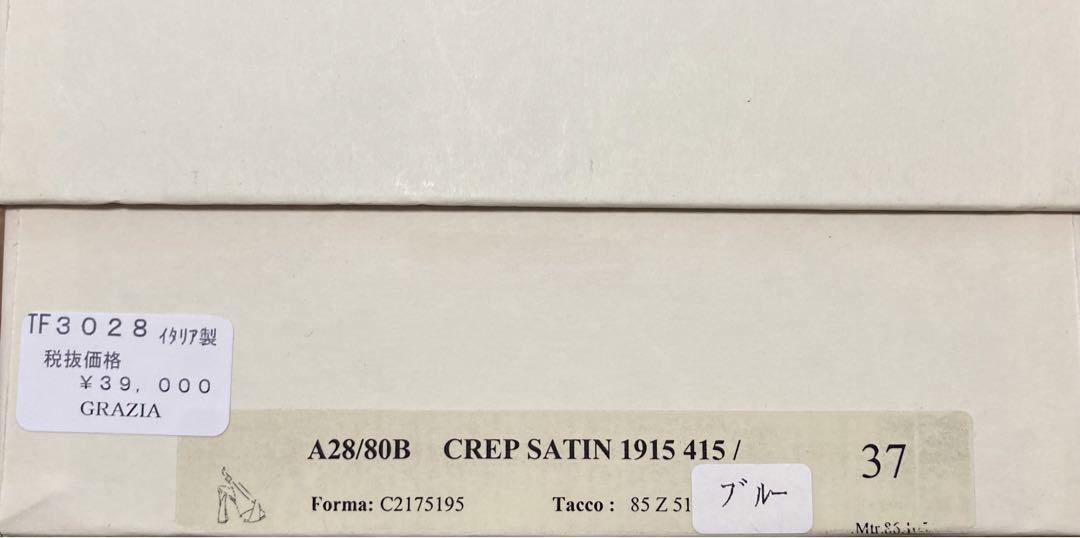 TF3028 イタリア製
税抜価格
¥39,000
GRAZIA
A28/80B CREP SATIN 1915 415 /
37
Forma: C2175195 Tacco : 85 Z 51
ブルー